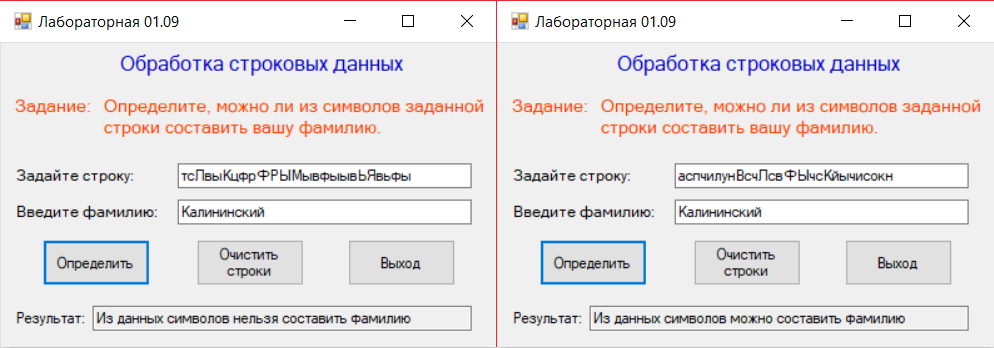 Лабораторная 01.09
Обработка строковых данных
Задание: Определите, можно ли из символов заданной
строки составить вашу фамилию.
Задайте строку: тсПвыКцфрФРЫМывфыывЬЯвьфы
Введите фамилию: Калининский
Определить
Очистить
строки
Выход
Результат: Из данных символов нельзя составить фамилию
Лабораторная 01.09
Обработка строковых данных
Задание: Определите, можно ли из символов заданной
строки составить вашу фамилию.
Задайте строку: аспчилунВсчПсвФЫчсКйычисокн
Введите фамилию: Калининский
Определить
Очистить
строки
Выход
Результат: Из данных символов можно составить фамилию